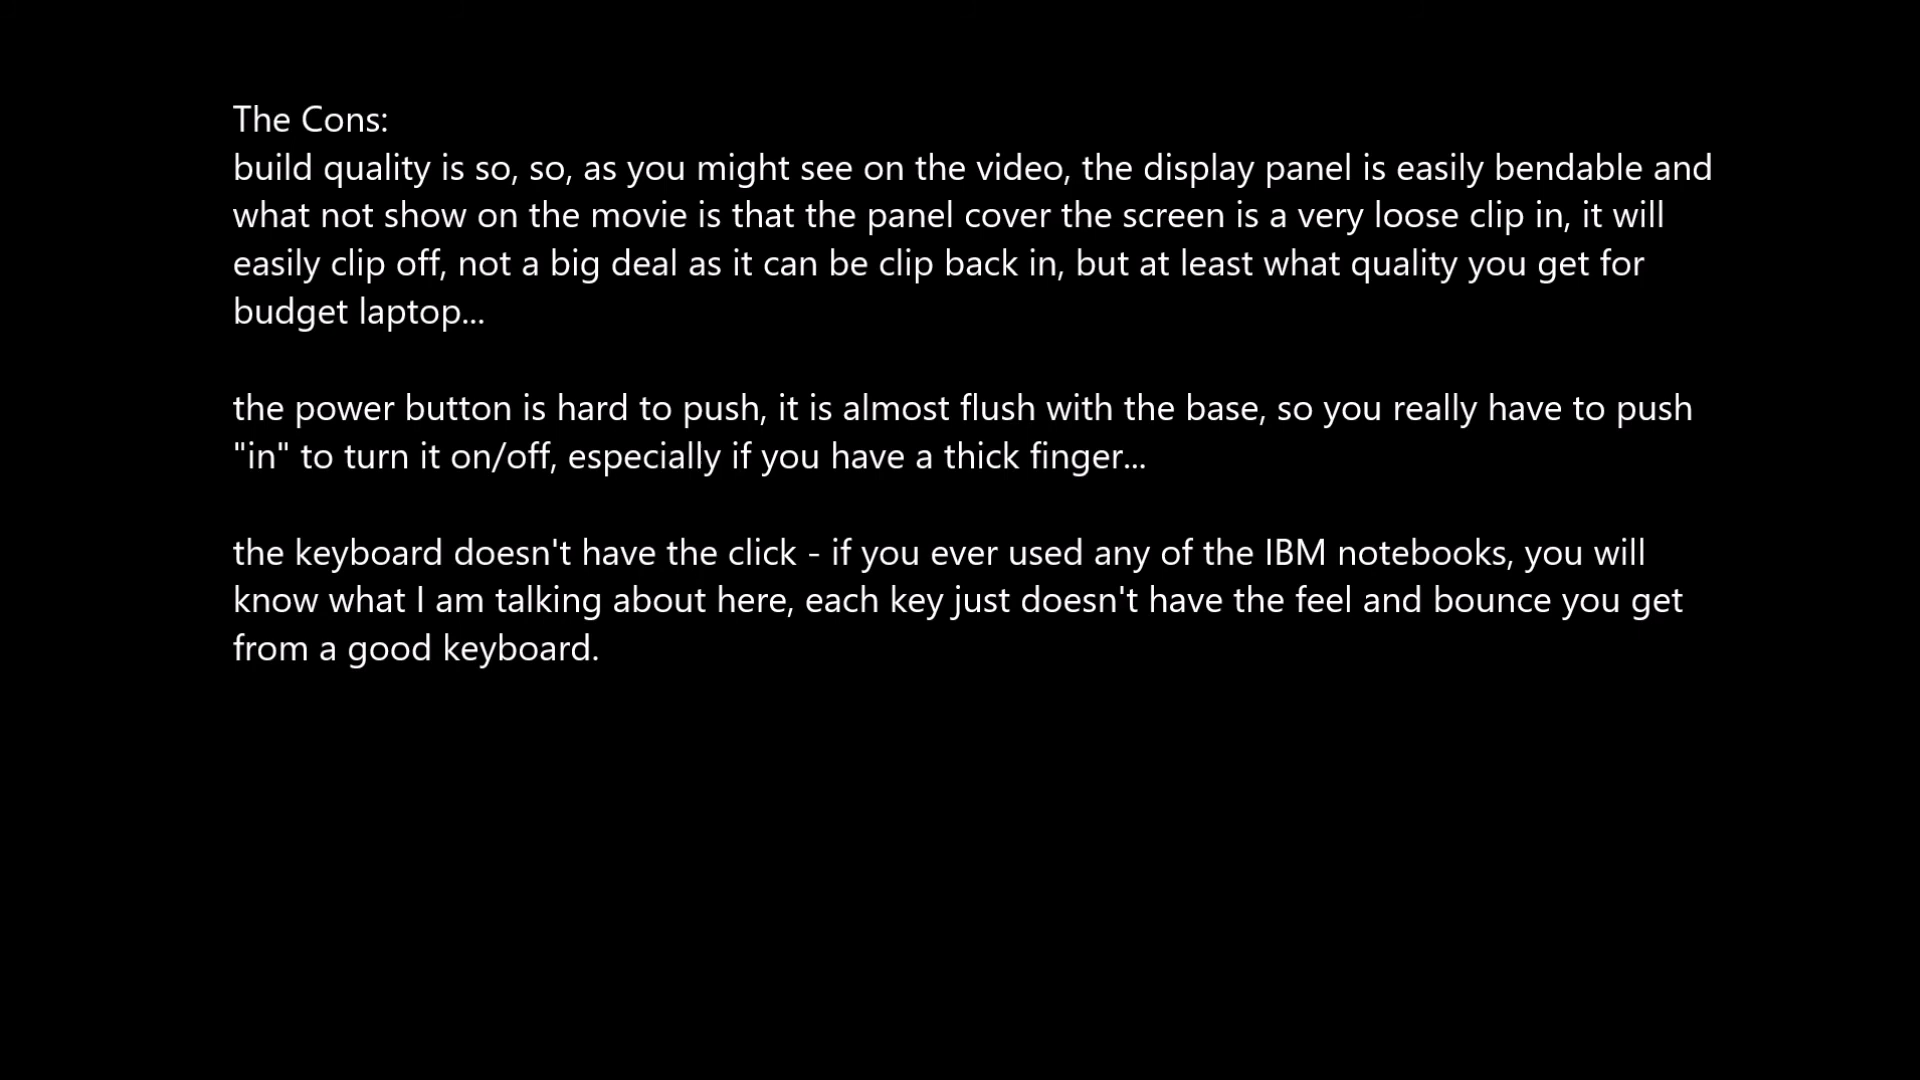 The Cons:
build quality is so, so, as you might see on the video, the display panel is easily bendable and
what not show on the movie is that the panel cover the screen is a very loose clip in, it will
easily clip off, not a big deal as it can be clip back in, but at least what quality you get for
budget laptop...
the power button is hard to push, it is almost flush with the base, so you really have to push
"in" to turn it on/off, especially if you have a thick finger...
the keyboard doesn't have the click - if you ever used any of the IBM notebooks, you will
know what I am talking about here, each key just doesn't have the feel and bounce you get
from a good keyboard.